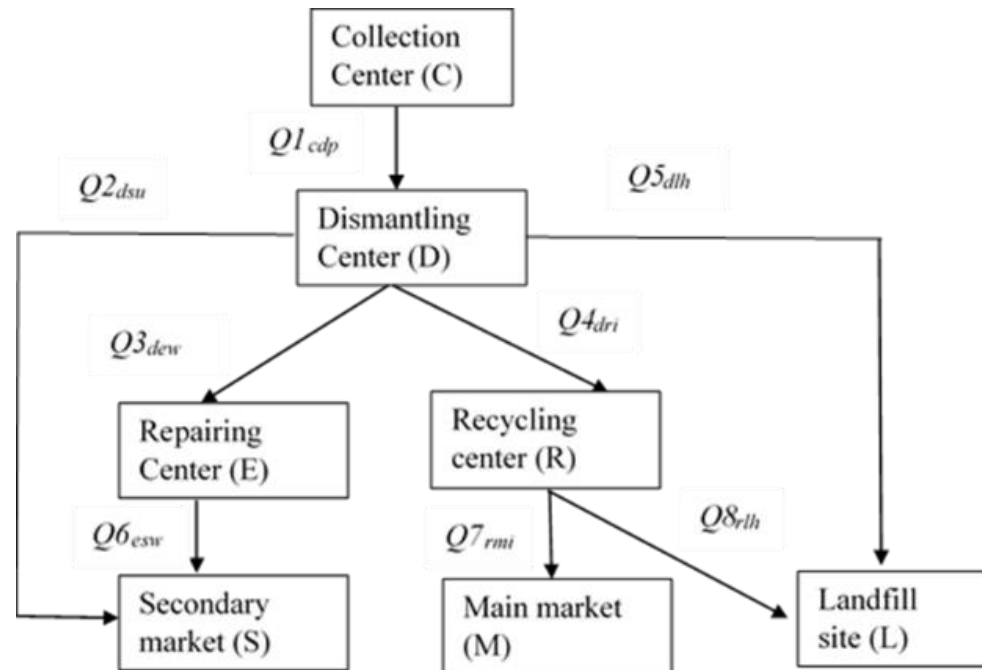 Collection
Center (C)
Q1cdp
Q2dsu
Q5dlh
Dismantling
Center (D)
Q3dew
Q4dri
Repairing
Center (E)
Recycling
center (R)
Q6esw
Q7rmi
Q8rlh
Secondary
market (S)
Main market
(M)
Landfill
site (L)